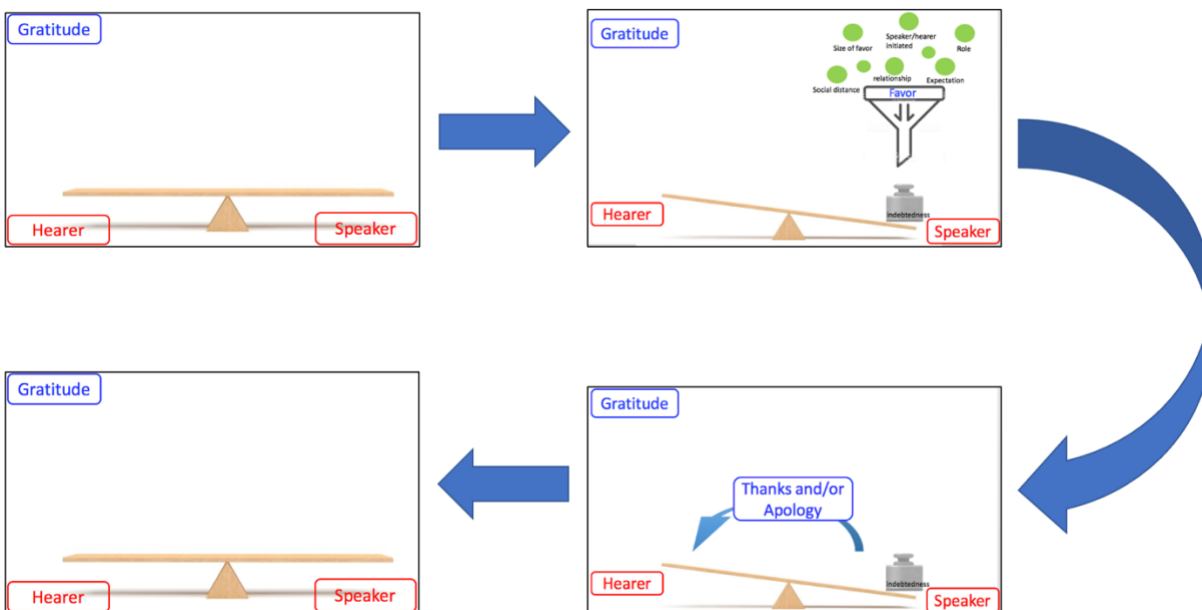 Gratitude
Hearer
Speaker
Gratitude
Size of favor
Speaker/hearer
initiated
Role
Social distance
relationship
Expectation
Favor
indebtedness
Hearer
Speaker
Gratitude
Thanks and/or
Apology
indebtedness
Hearer
Speaker
Gratitude
Hearer
Speaker